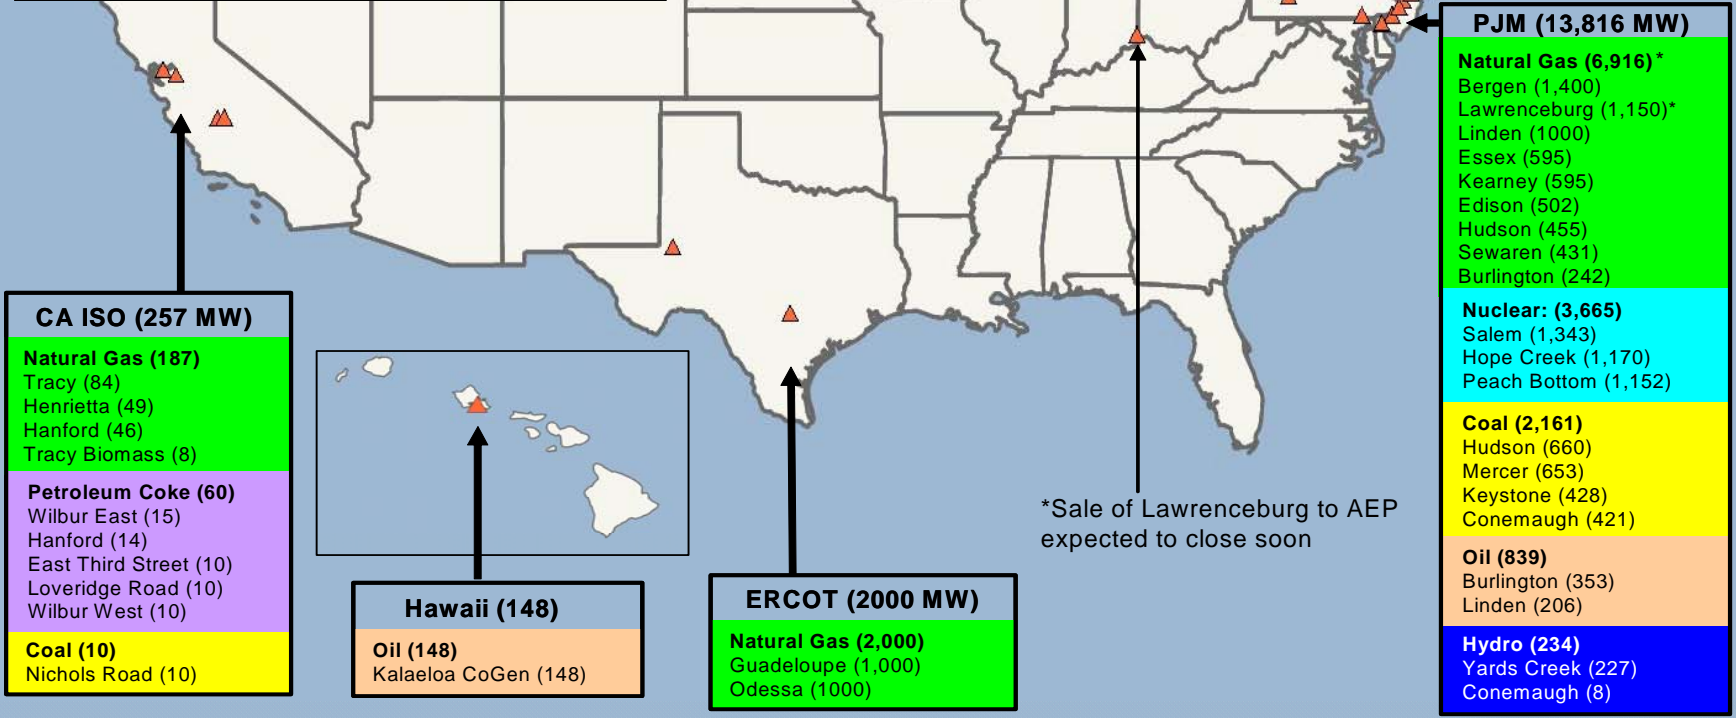 PJM (13,816 MW)
Natural Gas (6,916)*
Bergen (1,400)
Lawrenceburg (1,150)*
Linden (1000)
Essex (595)
Kearney (595)
Edison (502)
Hudson (455)
Sewaren (431)
Burlington (242)
Nuclear: (3,665)
Salem (1,343)
Hope Creek (1,170)
Peach Bottom (1,152)
Coal (2,161)
Hudson (660)
Mercer (653)
Keystone (428)
Conemaugh (421)
Oil (839)
Burlington (353)
Linden (206)
Hydro (234)
Yards Creek (227)
Conemaugh (8)
CA ISO (257 MW)
Natural Gas (187)
Tracy (84)
Henrietta (49)
Hanford (46)
Tracy Biomass (8)
Petroleum Coke (60)
Wilbur East (15)
Hanford (14)
East Third Street (10)
Loveridge Road (10)
Wilbur West (10)
Coal (10)
Nichols Road (10)
Hawaii (148)
Oil (148)
Kalaeloa CoGen (148)
ERCOT (2000 MW)
Natural Gas (2,000)
Guadeloupe (1,000)
Odessa (1000)
*Sale of Lawrenceburg to AEP
expected to close soon